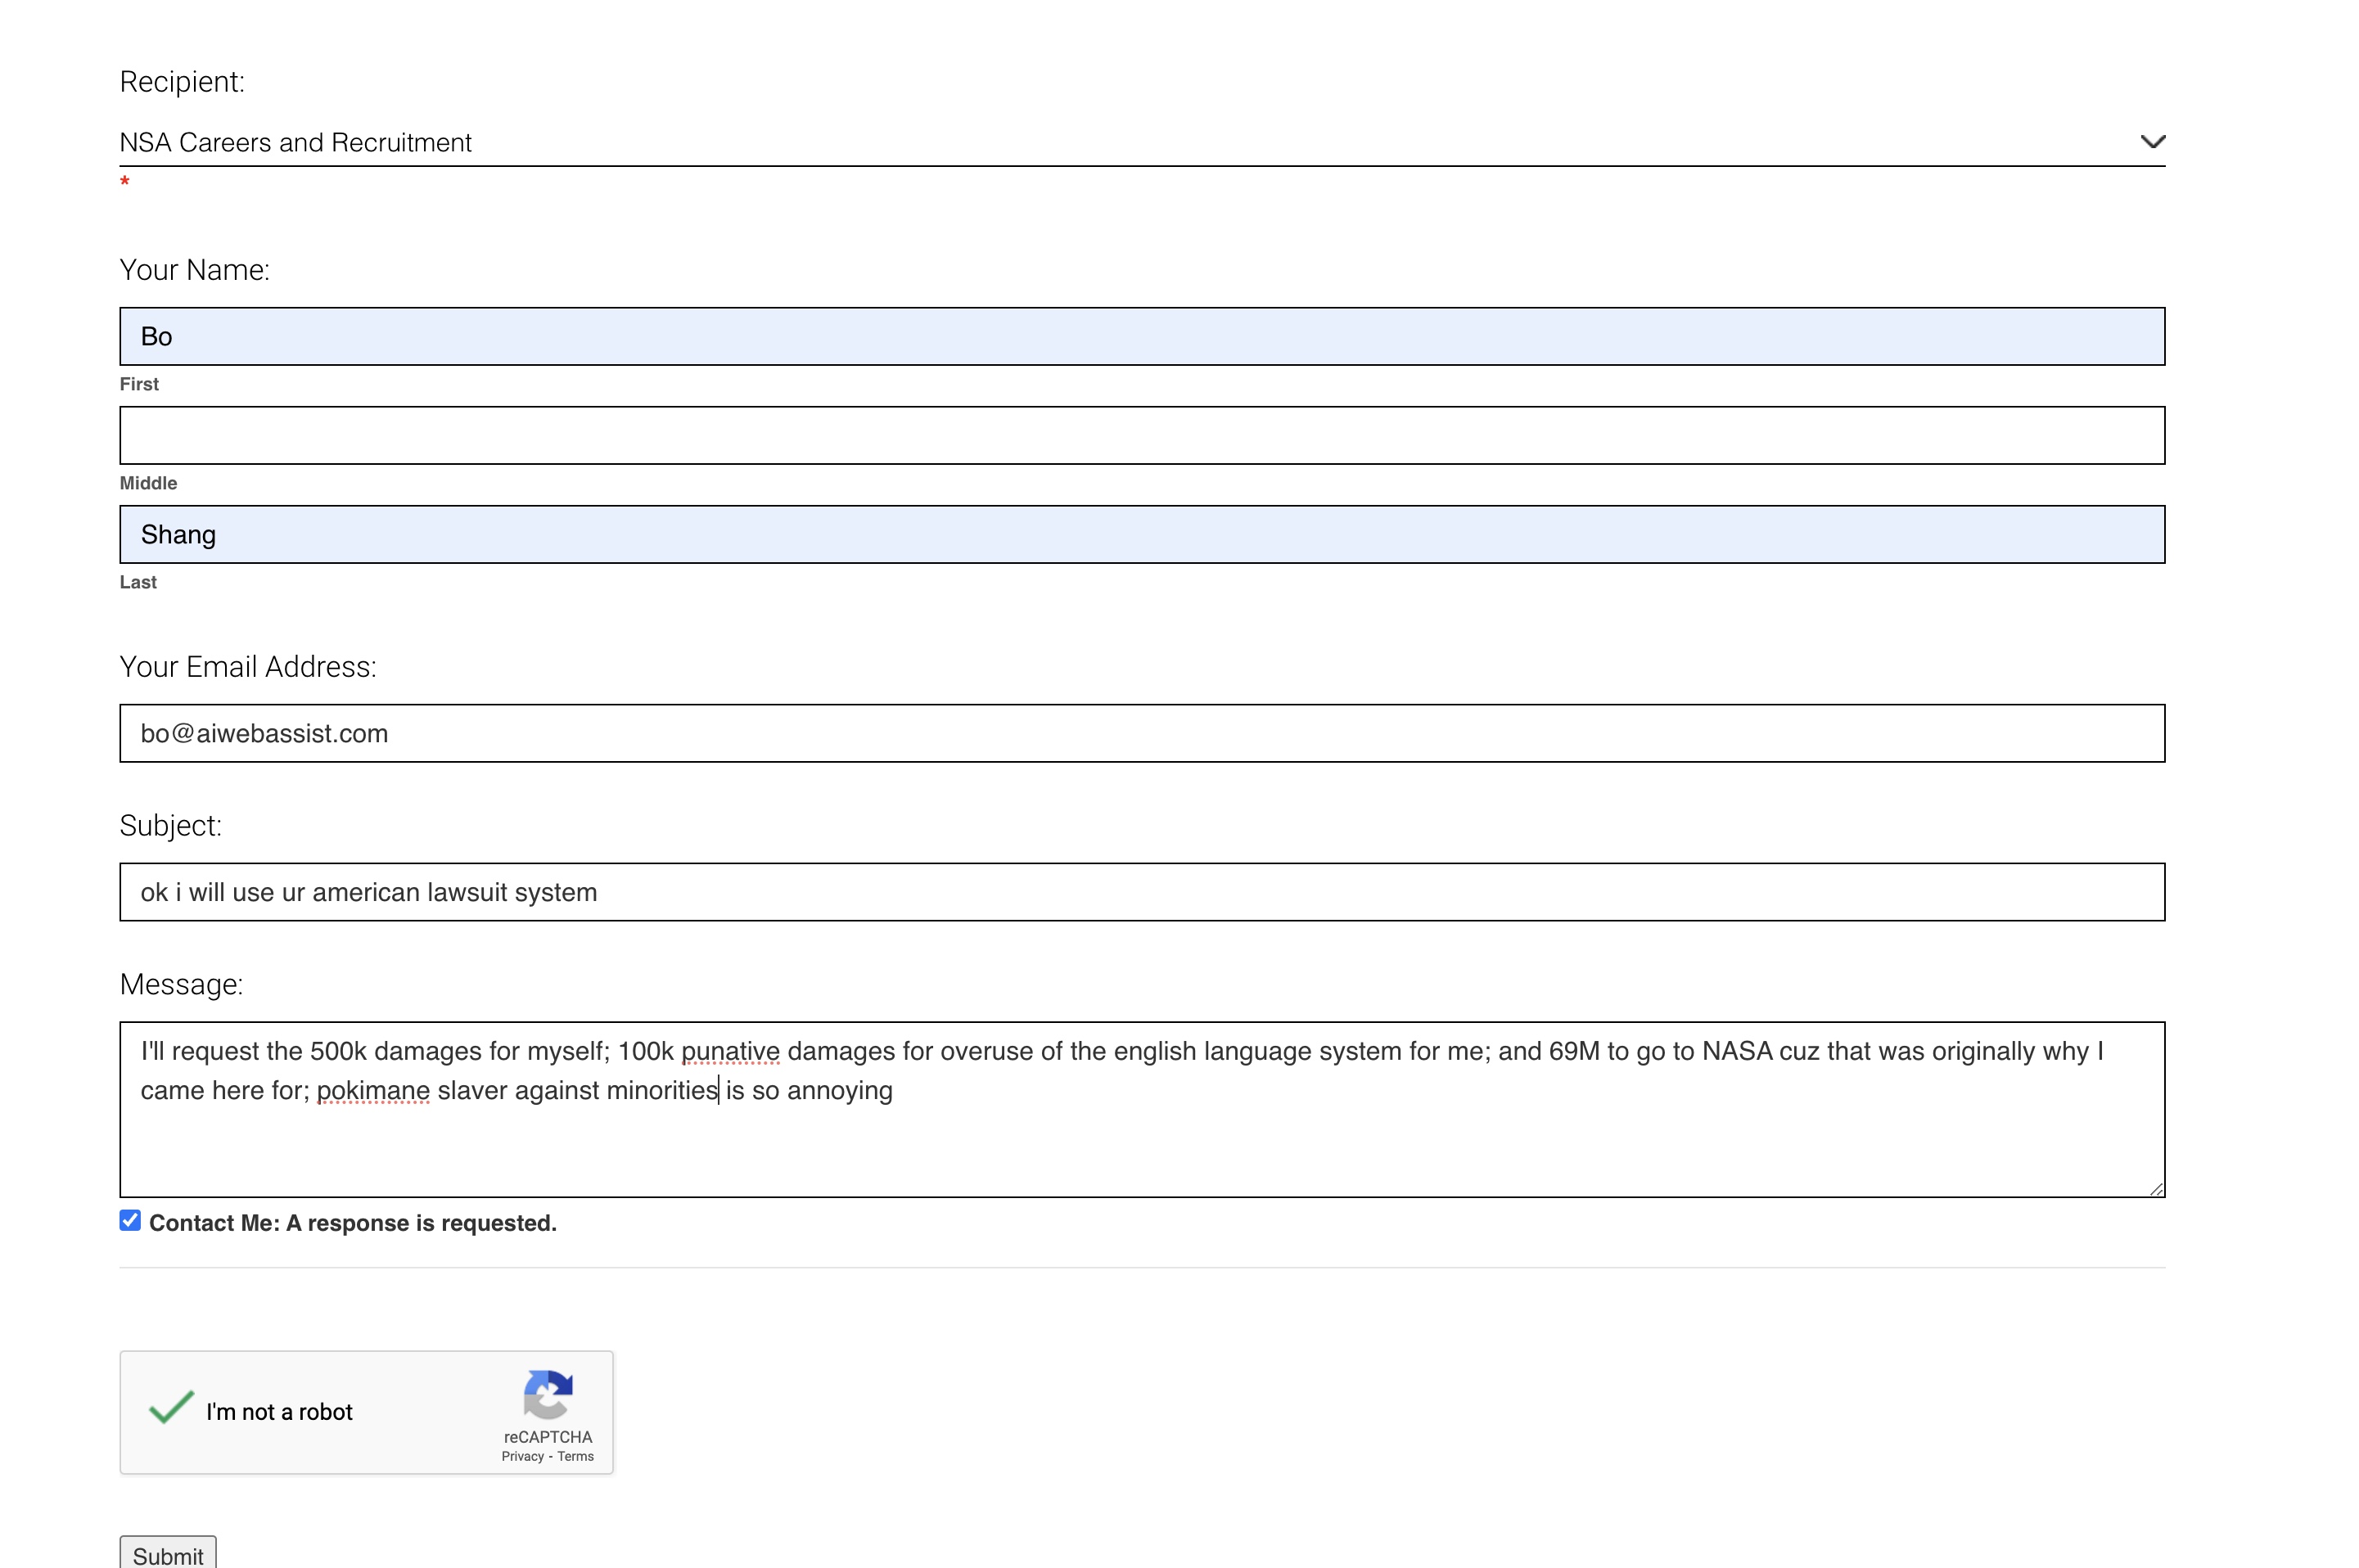 Recipient:
NSA Careers and Recruitment
*
Your Name:
Bo
First
Middle
Shang
Last
Your Email Address:
bo@aiwebassist.com
Subject:
ok i will use ur american lawsuit system
Message:
I'll request the 500k damages for myself; 100k punative damages for overuse of the english language system for me; and 69M to go to NASA cuz that was originally why I
came here for; pokimane slaver against minorities is so annoying
Contact Me: A response is requested.
I'm not a robot
reCAPTCHA
Privacy - Terms
Submit